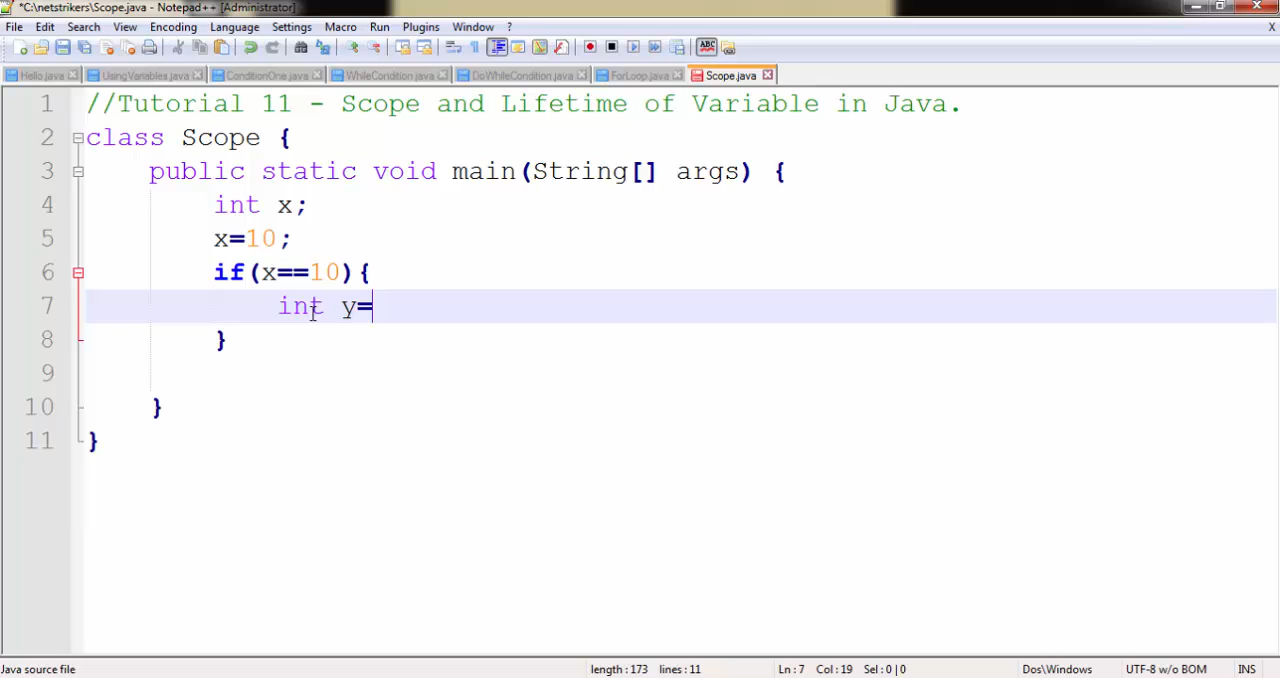 *C:\netstrikers\Scope.java - Notepad++ [Administrator]
File Edit Search View Encoding Language Settings Macro Run Plugins Window ? X
Hello.java UsingVariables.java ConditionOne.java WhileCondition.java DoWhileCondition.java ForLoop.java Scope.java
1 //Tutorial 11 - Scope and Lifetime of Variable in Java.
2 class Scope {
3 public static void main(String[] args) {
4 int x;
5 x=10;
6 if(x==10){
7 int y=
8 }
9
10 }
11 }
Java source file length : 173 lines : 11 Ln : 7 Col : 19 Sel : 0 | 0 Dos\Windows UTF-8 w/o BOM INS